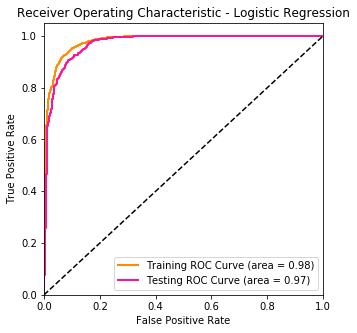 Receiver Operating Characteristic - Logistic Regression
True Positive Rate
1.0
0.8
0.6
0.4
0.2
0.0
Training ROC Curve (area = 0.98)
Testing ROC Curve (area = 0.97)
0.0 0.2 0.4 0.6 0.8 1.0
False Positive Rate